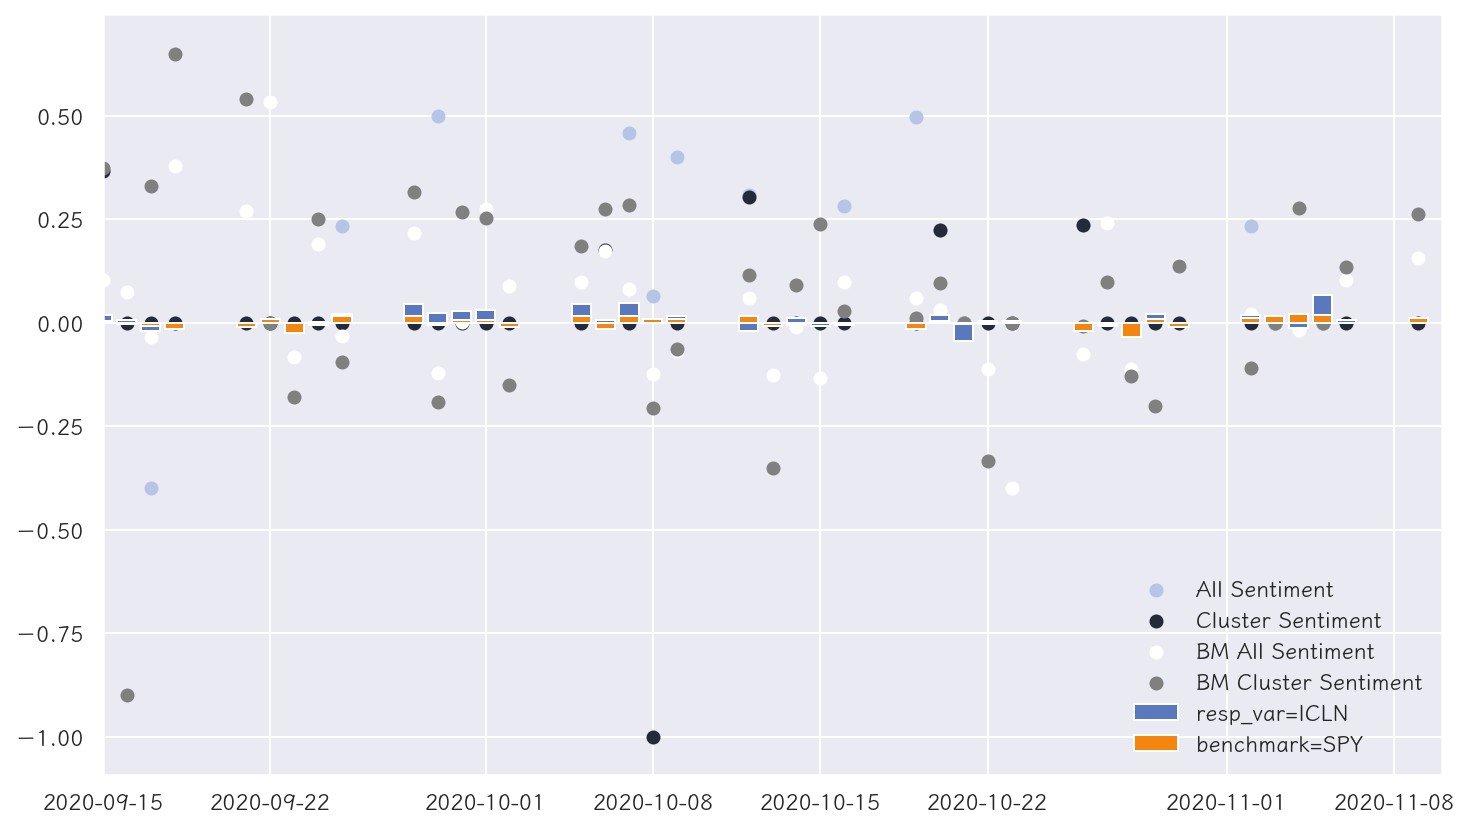 0.50
0.25
0.00
−0.25
−0.50
−0.75
−1.00
All Sentiment
Cluster Sentiment
BM All Sentiment
BM Cluster Sentiment
resp_var=ICLN
benchmark=SPY
2020-09-15 2020-09-22 2020-10-01 2020-10-08 2020-10-15 2020-10-22 2020-11-01 2020-11-08